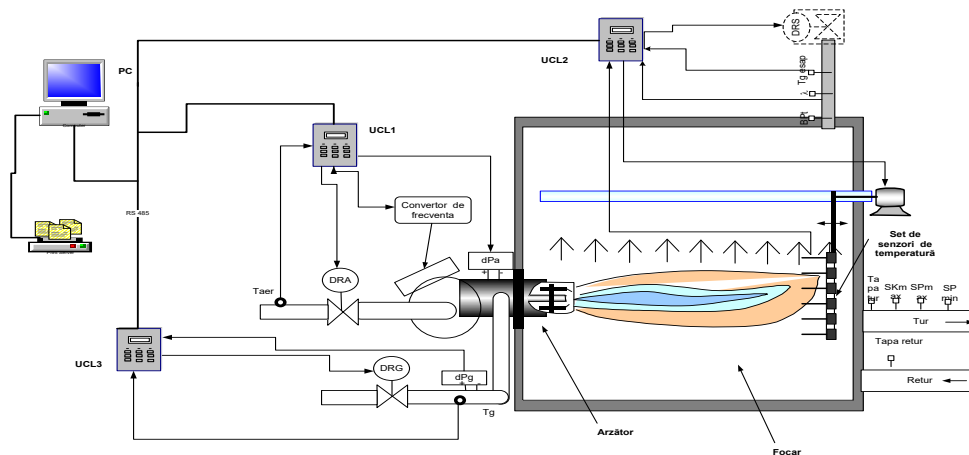 DRS
UCL2
PC
Tg esap
λ
BPt
UCL1
RS 485
Convertor de
frecventa
Set de
senzori de
temperatură
dPa
+ -
Taer
DRA
Ta
pa
tur
SKm
ax
SPm
ax
SP
min
Tur
UCL3
Tapa retur
DRG
dPg
+ -
Retur
Tg
Arzător
Focar